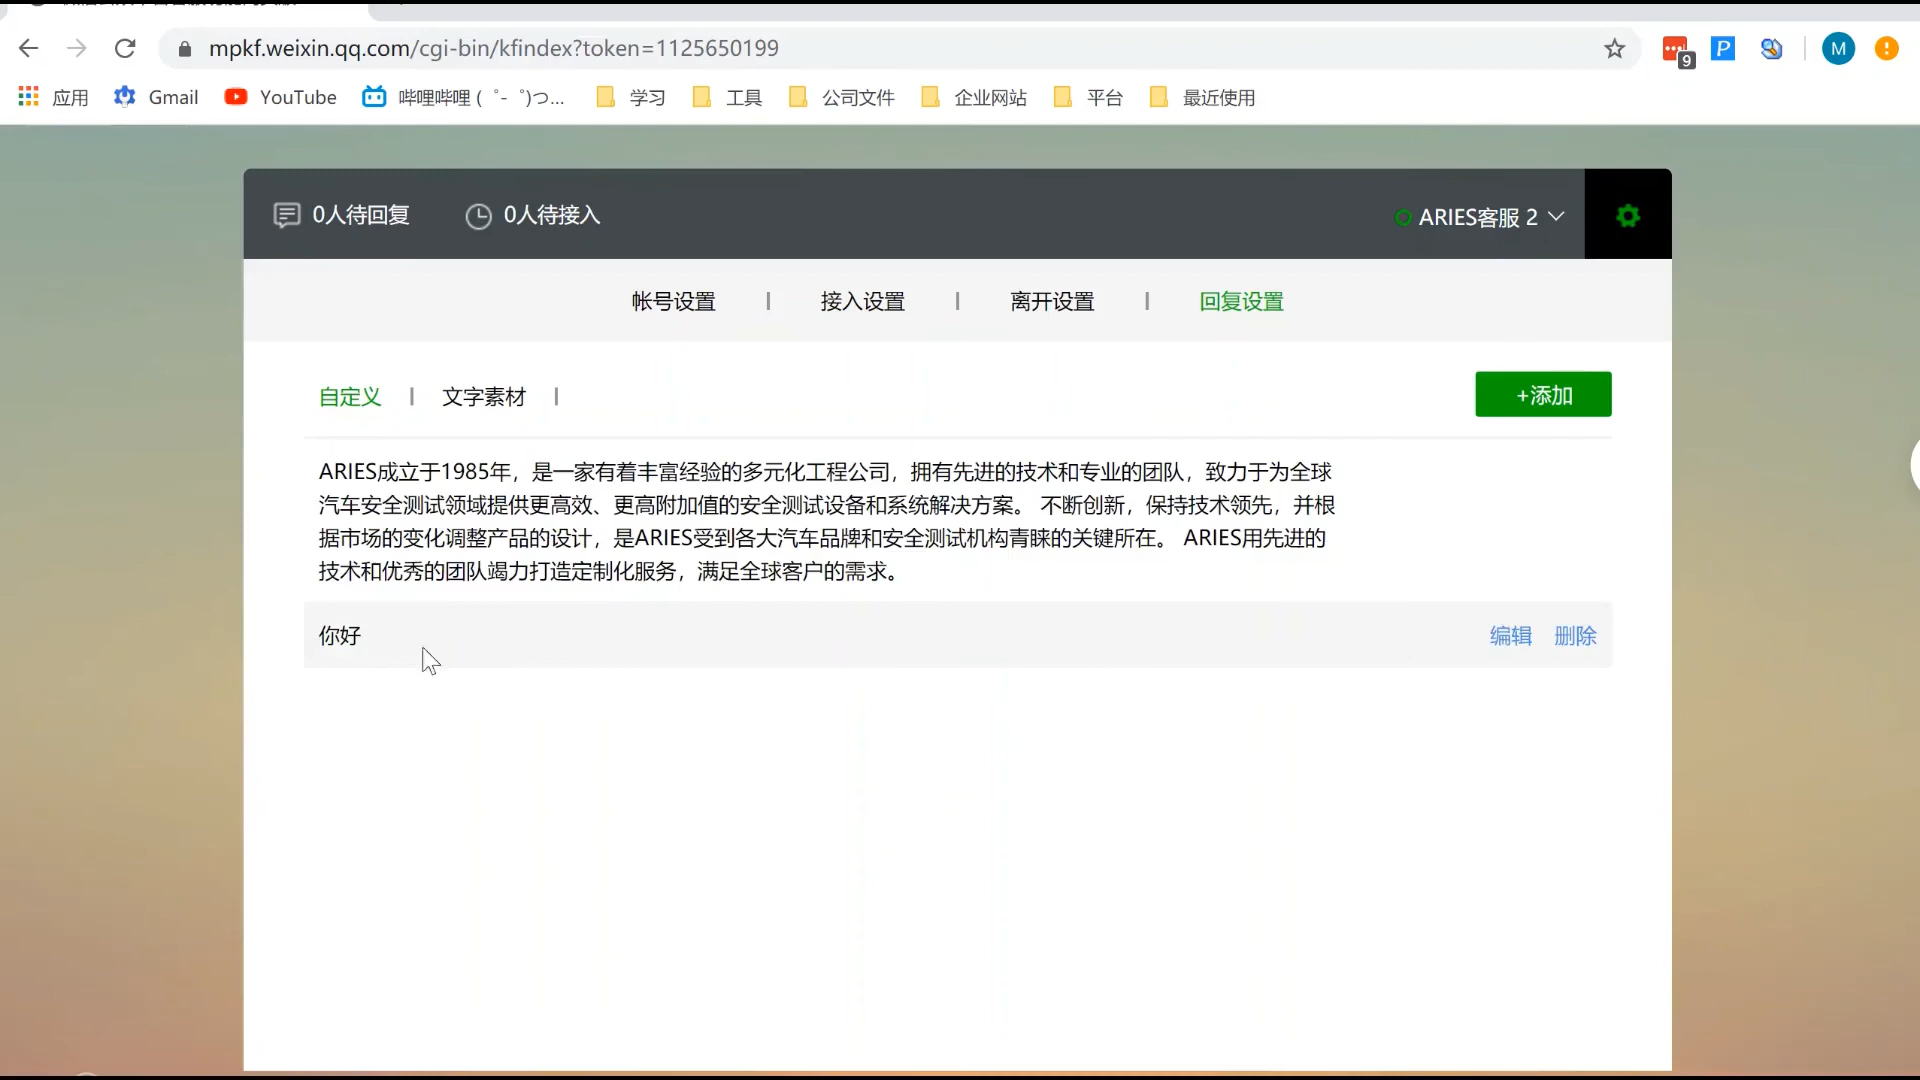 mpkf.weixin.qq.com/cgi-bin/kfindex?token=1125650199
9
P
M
应用
Gmail
YouTube
哔哩哔哩 (゜-゜)つ...
学习
工具
公司文件
企业网站
平台
最近使用
0人待回复
0人待接入
ARIES客服 2
帐号设置 | 接入设置 | 离开设置 | 回复设置
自定义 | 文字素材 |
+添加
ARIES成立于1985年，是一家有着丰富经验的多元化工程公司，拥有先进的技术和专业的团队，致力于为全球
汽车安全测试领域提供更高效、更高附加值的安全测试设备和系统解决方案。 不断创新，保持技术领先，并根
据市场的变化调整产品的设计，是ARIES受到各大汽车品牌和安全测试机构青睐的关键所在。 ARIES用先进的
技术和优秀的团队竭力打造定制化服务，满足全球客户的需求。
你好
编辑 删除